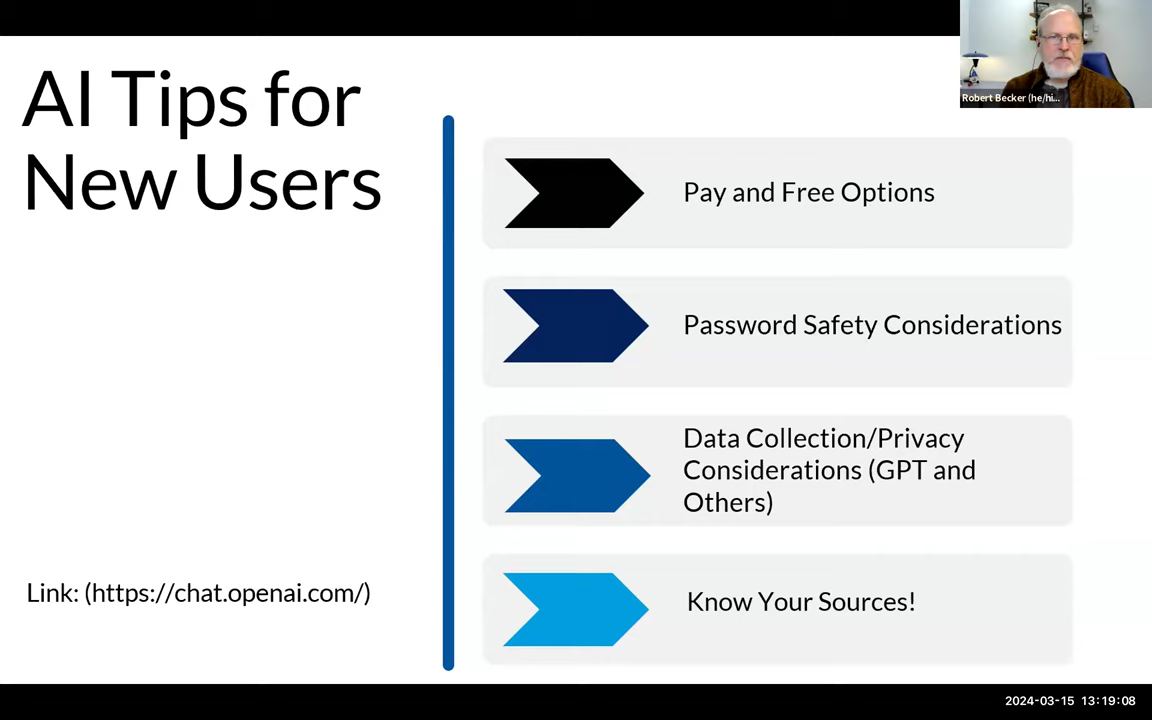 AI Tips for
New Users
Pay and Free Options
Password Safety Considerations
Data Collection/Privacy
Considerations (GPT and
Others)
Know Your Sources!
Link: (https://chat.openai.com/)
Robert Becker (he/hi...
2024-03-15 13:19:08